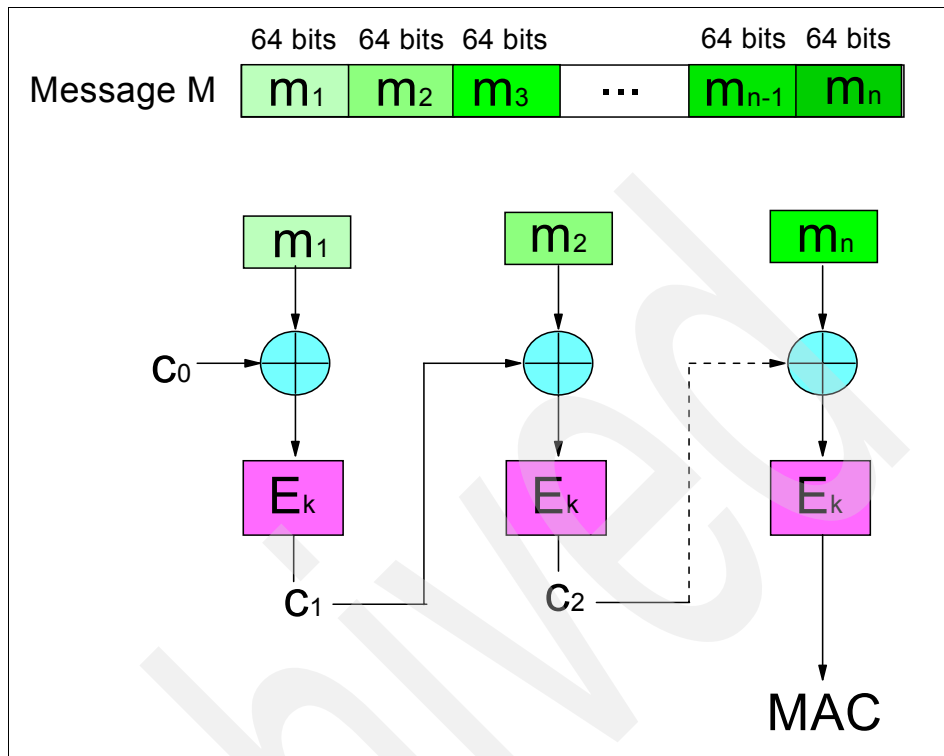 64 bits 64 bits 64 bits 64 bits 64 bits
Message M m1 m2 m3 ... mn-1 mn
m1 m2 mn
c0
Ek Ek Ek
c1 c2
MAC
hived